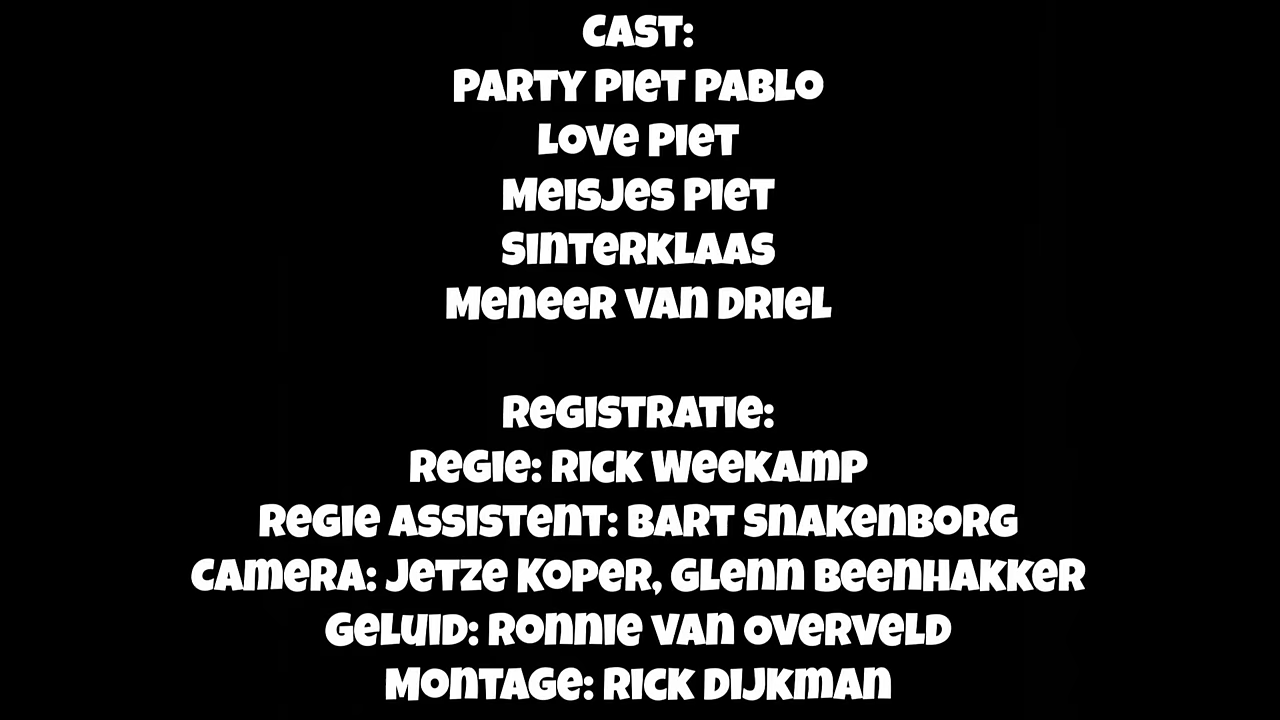 CAST:
PARTY PIET PABLO
LOVE PIET
MEISJES PIET
SINTERKLAAS
MENEER VAN DRIEL
REGISTRATIE:
REGIE: RICK WEEKAMP
REGIE ASSISTENT: BART SNAKENBORG
CAMERA: JETZE KOPER, GLENN BEENHAKKER
GELUID: RONNIE VAN OVERVELD
MONTAGE: RICK DIJKMAN